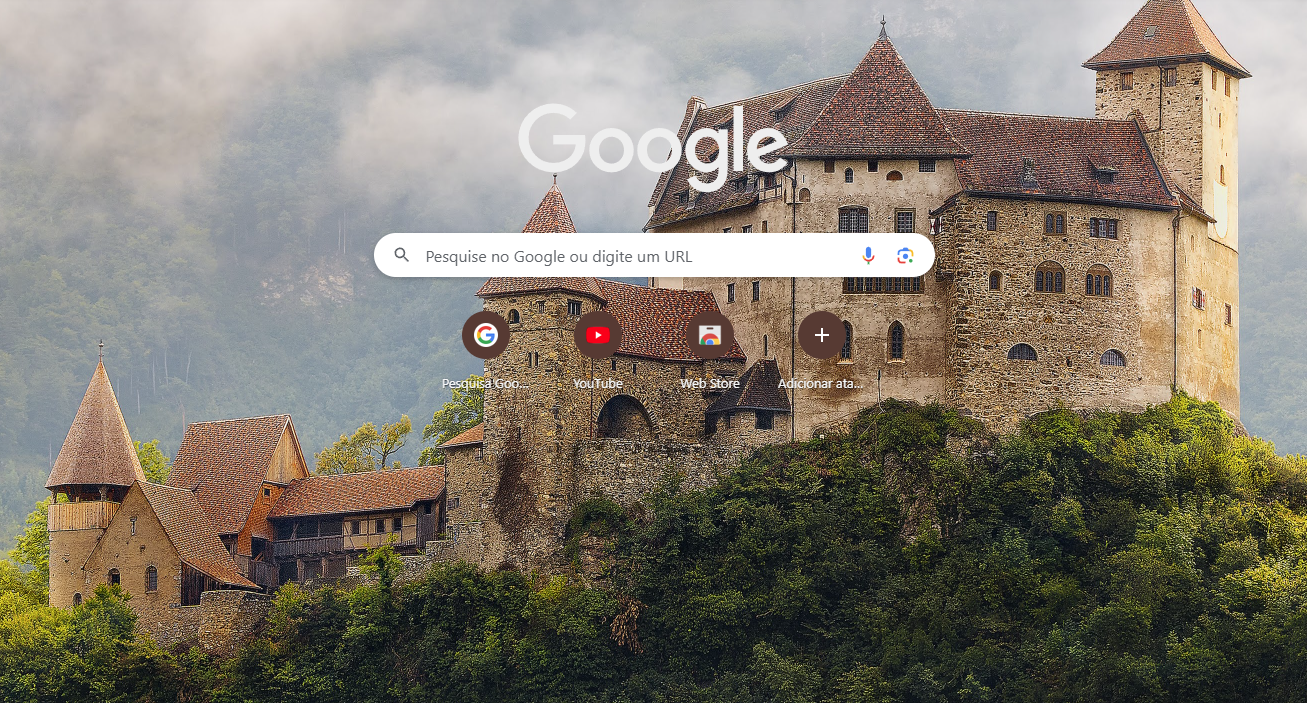 Google
Pesquise no Google ou digite um URL
Pesquisa Goo...
YouTube
Web Store
Adicionar ata...